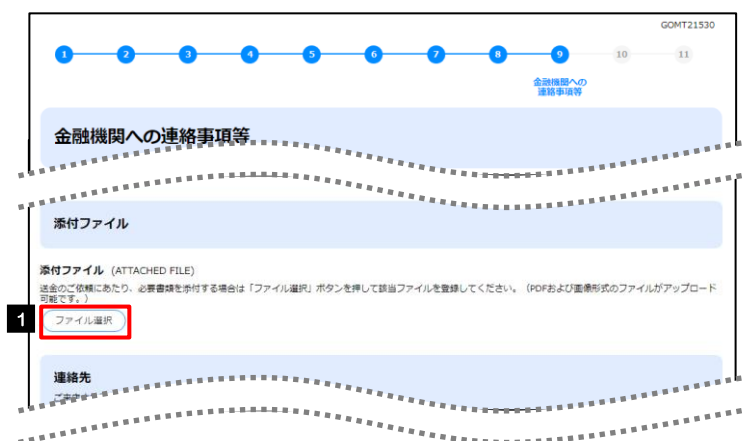 GOMT21530
1 2 3 4 5 6 7 8 9 10 11
金融機関への
連絡事項等
金融機関への連絡事項等
添付ファイル
添付ファイル (ATTACHED FILE)
送金のご依頼にあたり、必要書類を添付する場合は「ファイル選択」ボタンを押して該当ファイルを登録してください。（PDFおよび画像形式のファイルがアップロード
可能です。）
1
ファイル選択
連絡先